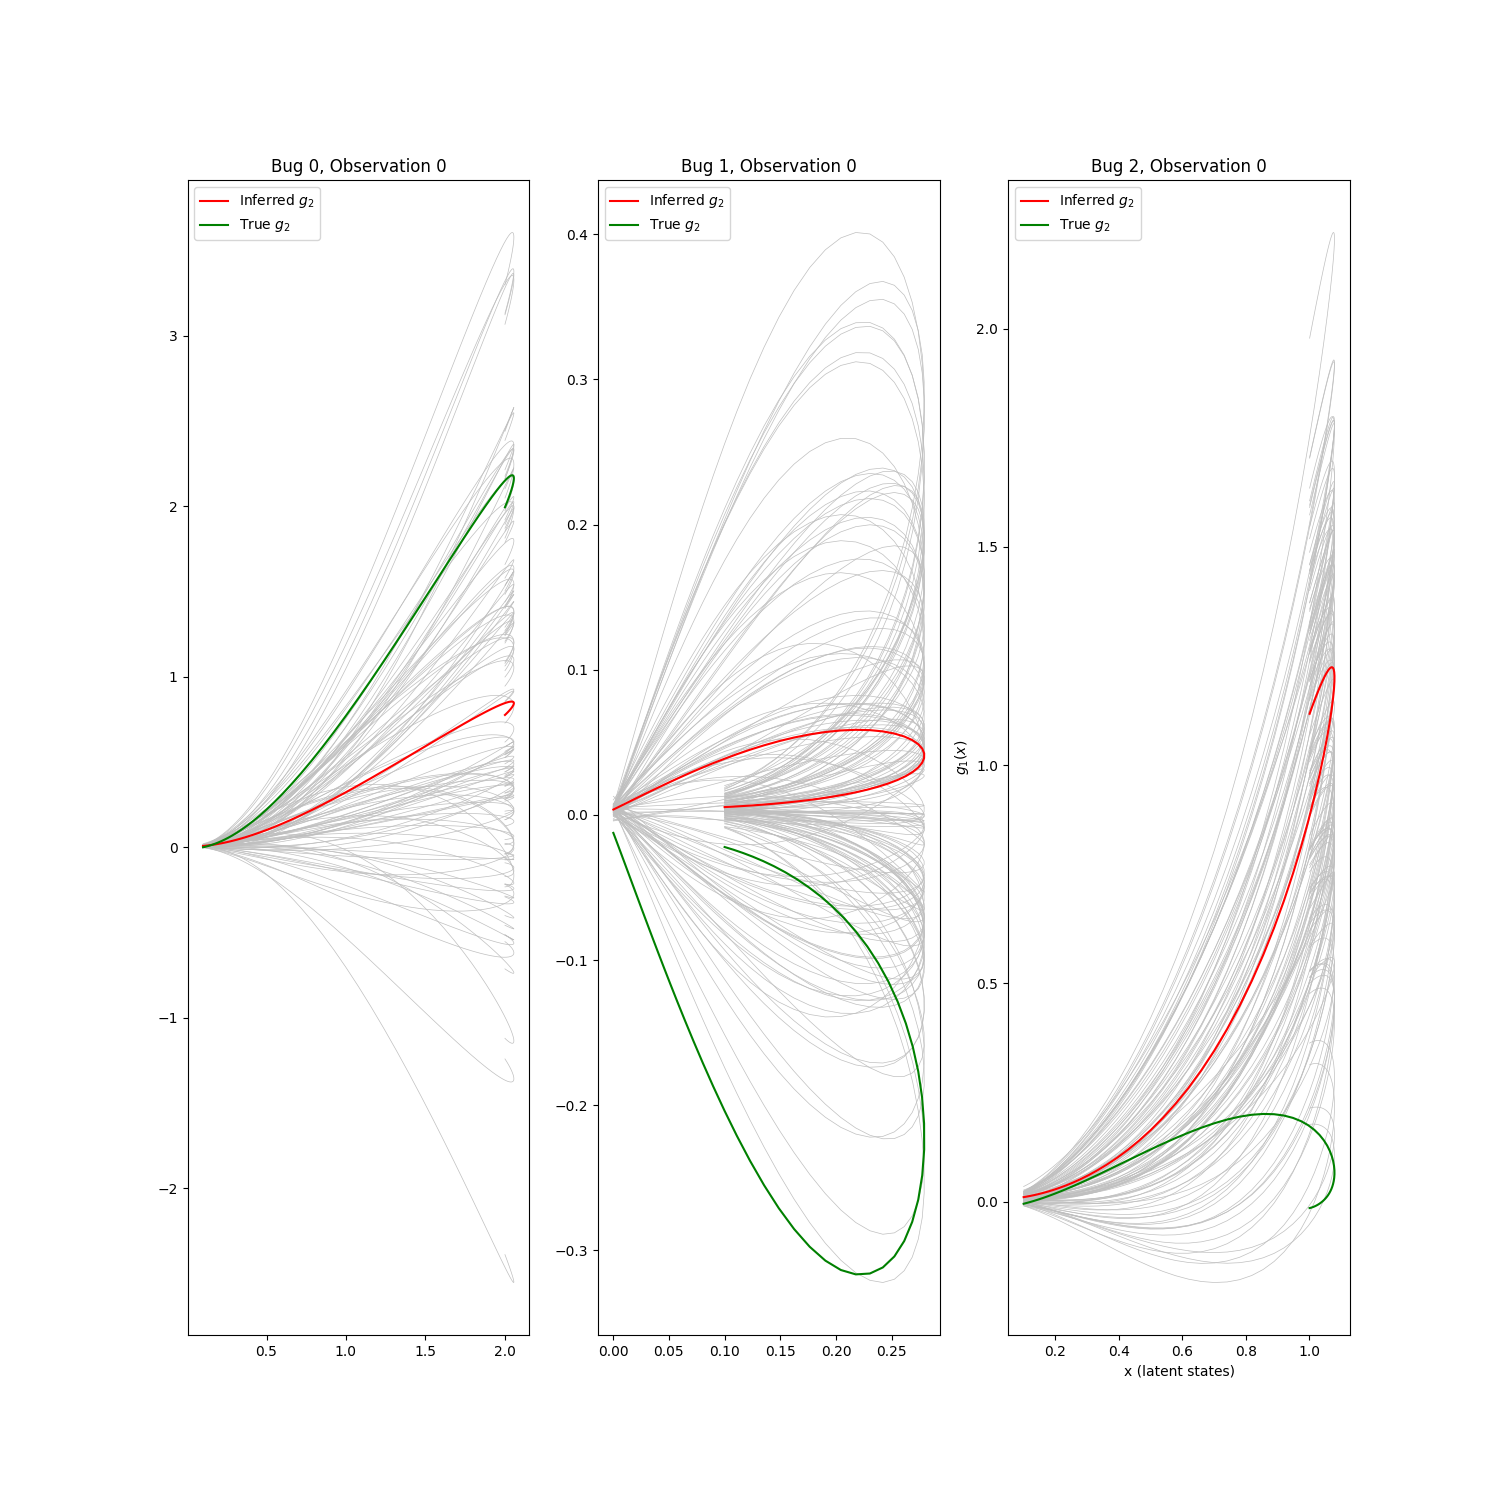 Bug 0, Observation 0
Inferred g₂
True g₂
3
2
1
0
−1
−2
0.5 1.0 1.5 2.0
Bug 1, Observation 0
Inferred g₂
True g₂
0.4
0.3
0.2
0.1
0.0
−0.1
−0.2
−0.3
0.00 0.05 0.10 0.15 0.20 0.25
Bug 2, Observation 0
Inferred g₂
True g₂
g₁(x)
2.0
1.5
1.0
0.5
0.0
0.2 0.4 0.6 0.8 1.0
x (latent states)